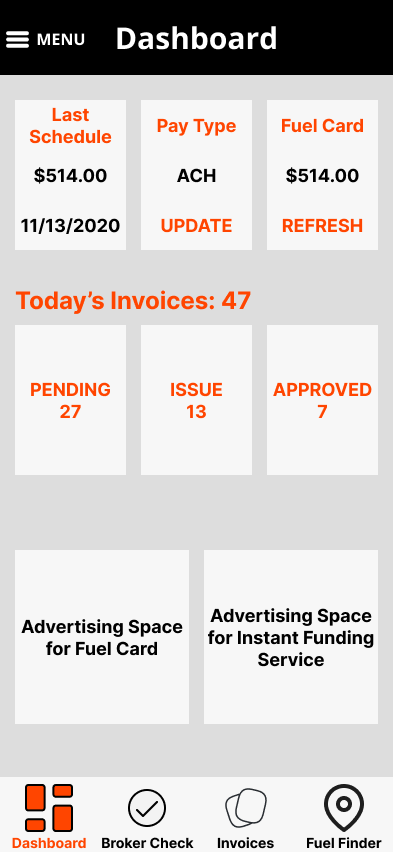 MENU
Dashboard
Last
Schedule
$514.00
11/13/2020
Pay Type
ACH
UPDATE
Fuel Card
$514.00
REFRESH
Today’s Invoices: 47
PENDING
27
ISSUE
13
APPROVED
7
Advertising Space
for Fuel Card
Advertising Space
for Instant Funding
Service
Dashboard
Broker Check
Invoices
Fuel Finder